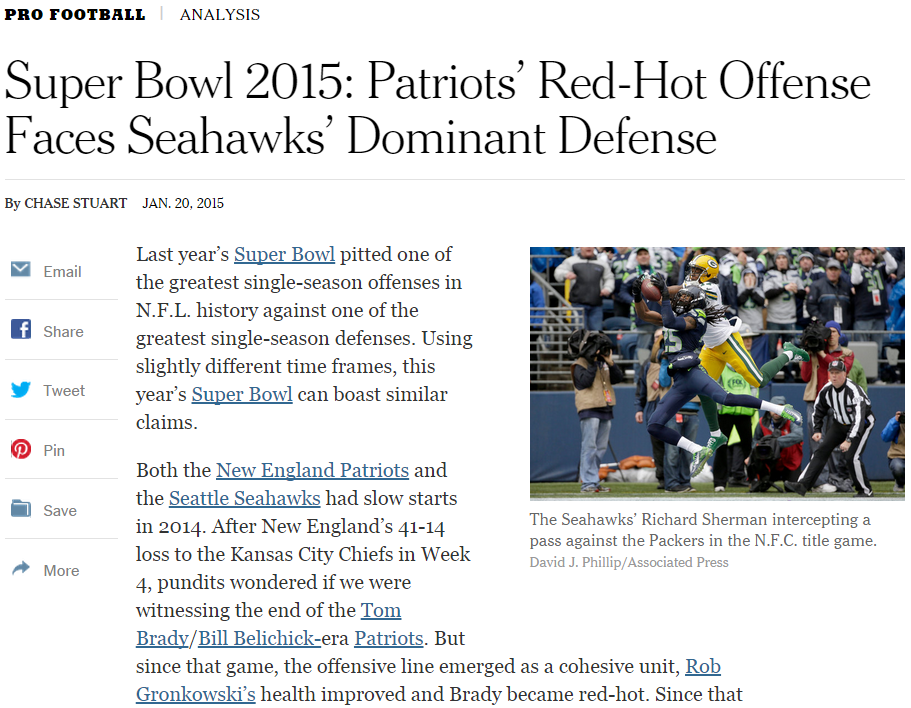 PRO FOOTBALL | ANALYSIS
Super Bowl 2015: Patriots’ Red-Hot Offense
Faces Seahawks’ Dominant Defense
By CHASE STUART JAN. 20, 2015
Email
Share
Tweet
Pin
Save
More
Last year’s Super Bowl pitted one of
the greatest single-season offenses in
N.F.L. history against one of the
greatest single-season defenses. Using
slightly different time frames, this
year’s Super Bowl can boast similar
claims.
Both the New England Patriots and
the Seattle Seahawks had slow starts
in 2014. After New England’s 41-14
loss to the Kansas City Chiefs in Week
4, pundits wondered if we were
witnessing the end of the Tom
Brady/Bill Belichick-era Patriots. But
since that game, the offensive line emerged as a cohesive unit, Rob
Gronkowski’s health improved and Brady became red-hot. Since that
The Seahawks’ Richard Sherman intercepting a
pass against the Packers in the N.F.C. title game.
David J. Phillip/Associated Press